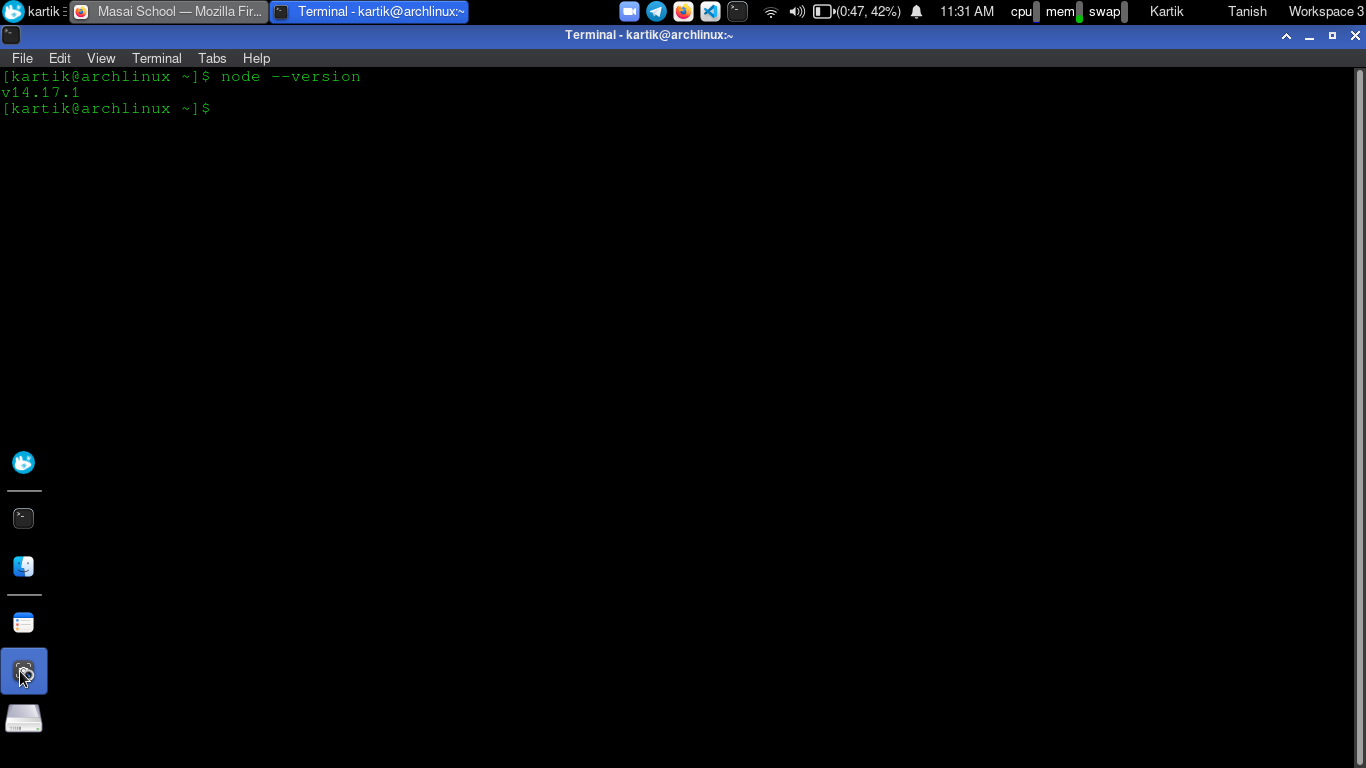 kartik Masai School — Mozilla Fir... Terminal - kartik@archlinux:~ (0:47, 42%) 11:31 AM cpu mem swap Kartik Tanish Workspace 3
Terminal - kartik@archlinux:~
File Edit View Terminal Tabs Help
[kartik@archlinux ~]$ node --version
v14.17.1
[kartik@archlinux ~]$